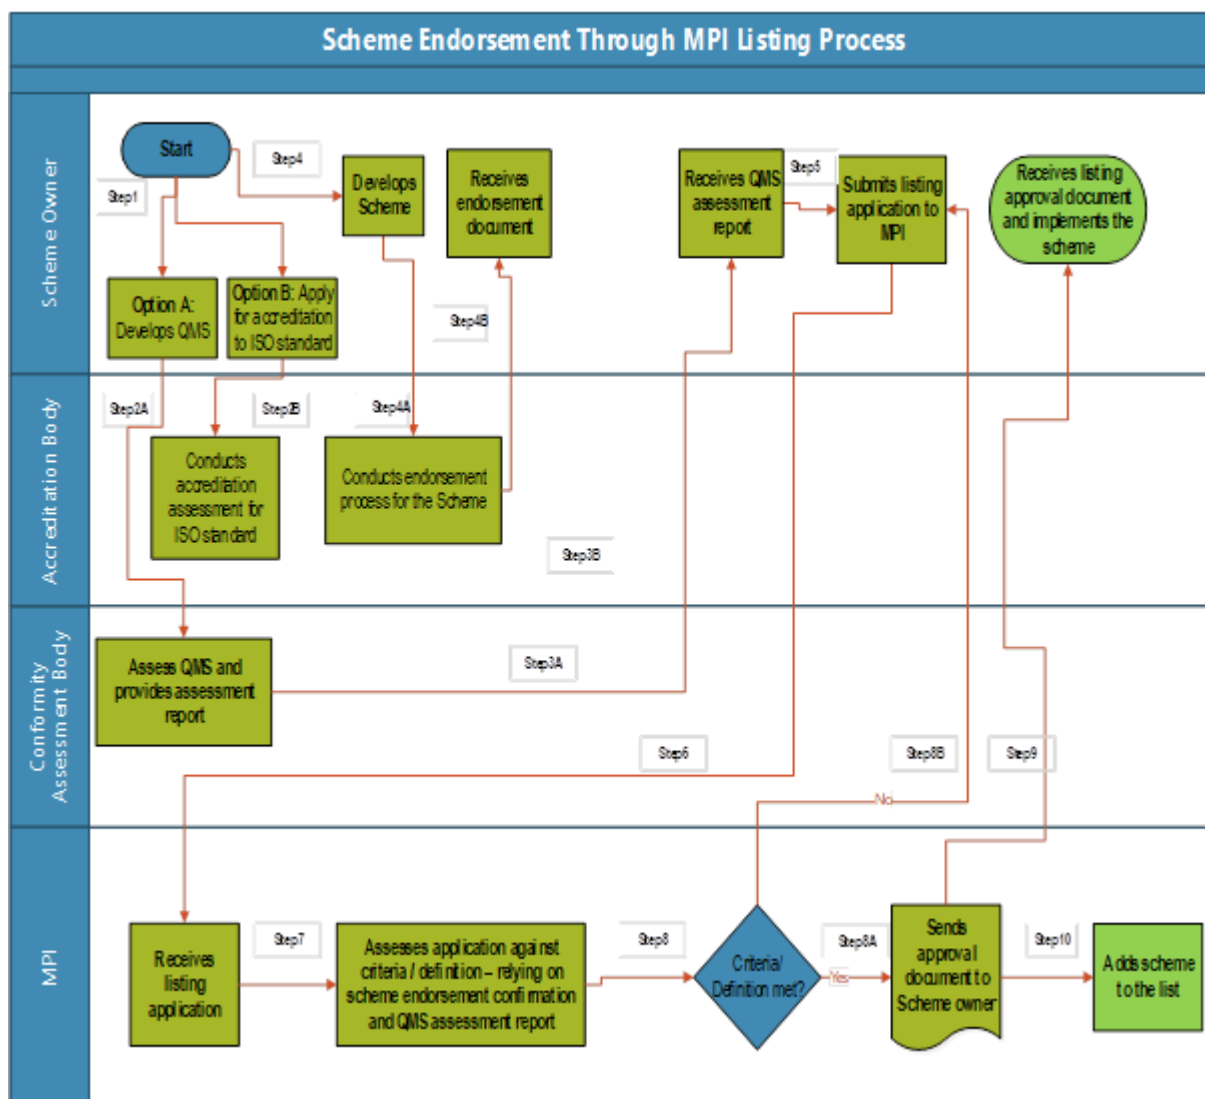 Scheme Endorsement Through MPI Listing Process
Scheme Owner
Start
Step4
Step1
Develops
Scheme
Receives
endorsement
document
Receives QMS
assessment
report
Step5
Submits listing
application to
MPI
Receives listing
approval document
and implements the
scheme
Option A:
Develops QMS
Option B: Apply
for accreditation
to ISO standard
Step4B
Accreditation Body
Step2A
Step2B
Step4A
Conducts
accreditation
assessment for
ISO standard
Conducts endorsement
process for the Scheme
Step3B
Conformity
Assessment Body
Assess QMS and
provides assessment
report
Step3A
Step6
Step8B
Step9
No
MPI
Receives
listing
application
Step7
Assesses application against
criteria / definition – relying on
scheme endorsement confirmation
and QMS assessment report
Step8
Criteria/
Definition met?
Step8A
Yes
Sends
approval
document to
Scheme owner
Step10
Adds scheme
to the list